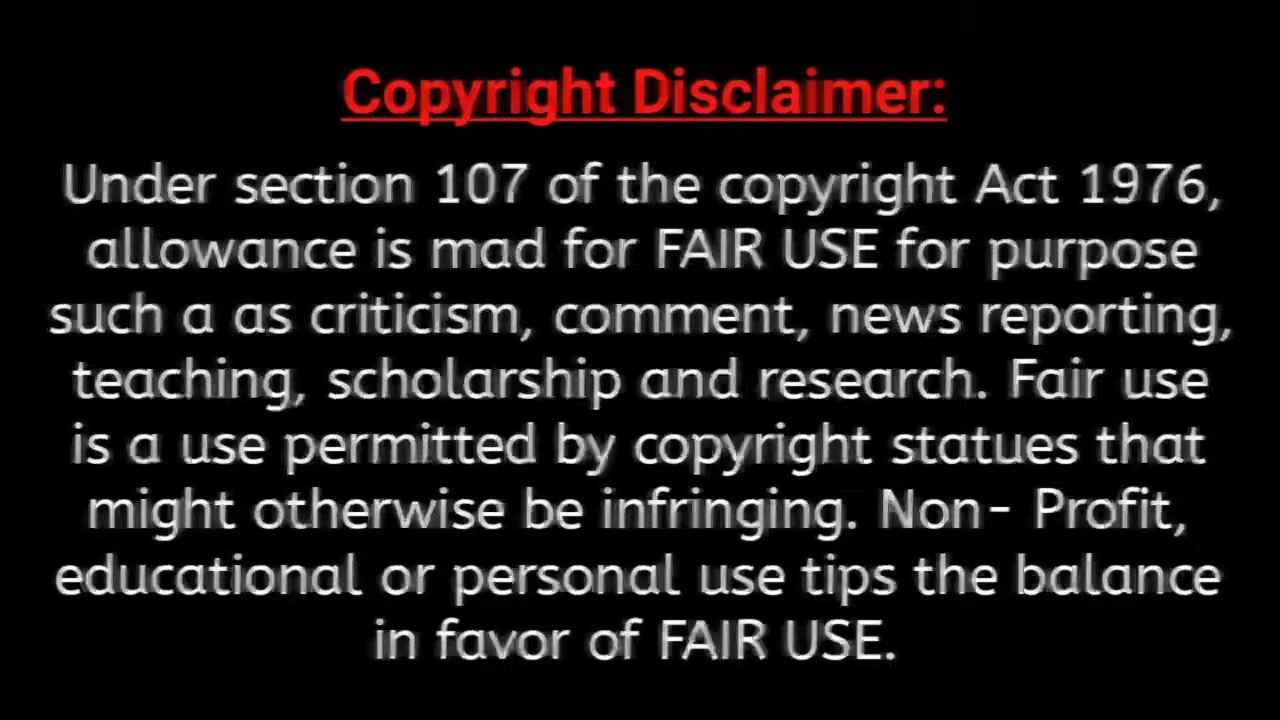 Copyright Disclaimer:
Under section 107 of the copyright Act 1976,
allowance is mad for FAIR USE for purpose
such a as criticism, comment, news reporting,
teaching, scholarship and research. Fair use
is a use permitted by copyright statues that
might otherwise be infringing. Non- Profit,
educational or personal use tips the balance
in favor of FAIR USE.